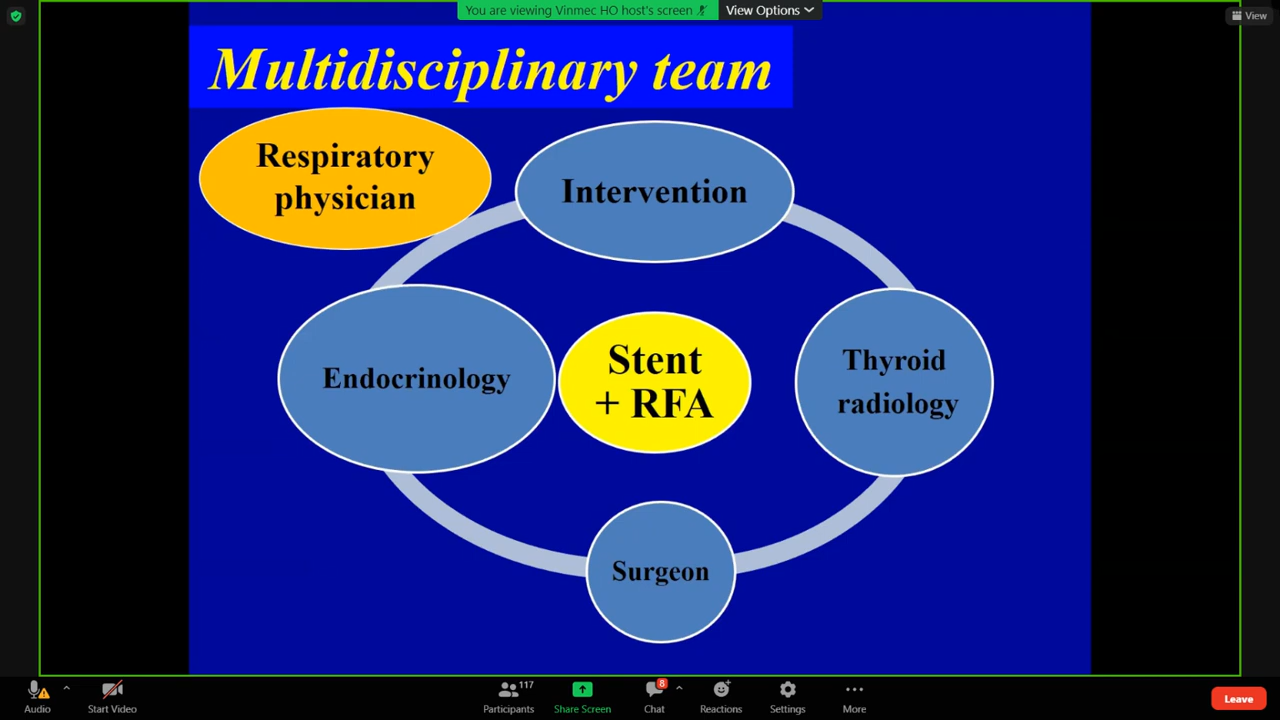 You are viewing Vinmec HO host's screen
View Options
View
Multidisciplinary team
Respiratory
physician
Intervention
Endocrinology
Stent
+ RFA
Thyroid
radiology
Surgeon
117
8
Audio
Start Video
Participants
Share Screen
Chat
Reactions
Settings
More
Leave